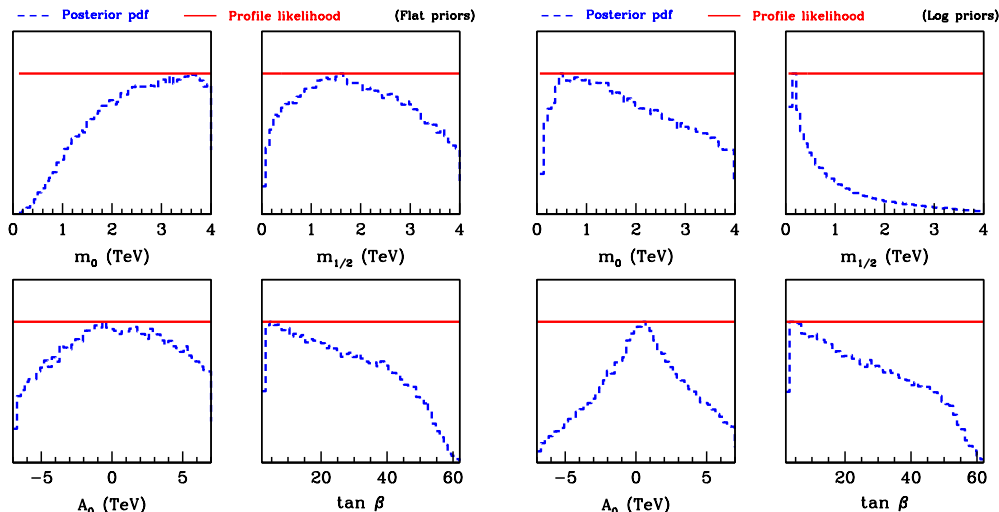 Posterior pdf Profile likelihood (Flat priors) Posterior pdf Profile likelihood (Log priors)
0 1 2 3 4 0 1 2 3 4 0 1 2 3 4 0 1 2 3 4
m0 (TeV) m1/2 (TeV) m0 (TeV) m1/2 (TeV)
−5 0 5 20 40 60 −5 0 5 20 40 60
A0 (TeV) tan β A0 (TeV) tan β